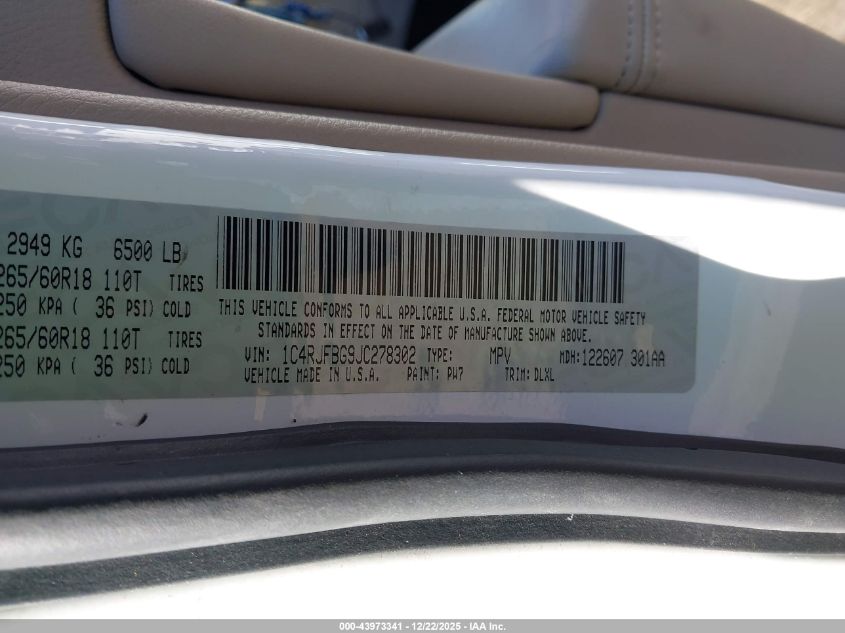 2949 KG 6500 LB
265/60R18 110T TIRES
250 KPA ( 36 PSI) COLD
265/60R18 110T TIRES
250 KPA ( 36 PSI) COLD
THIS VEHICLE CONFORMS TO ALL APPLICABLE U.S.A. FEDERAL MOTOR VEHICLE SAFETY
STANDARDS IN EFFECT ON THE DATE OF MANUFACTURE SHOWN ABOVE.
VIN: 1C4RJFBG9JC278302 TYPE: MPV MDH:122607 301AA
VEHICLE MADE IN U.S.A. PAINT: PW7 TRIM: DLXL
000-43973341 - 12/22/2025 - IAA Inc.